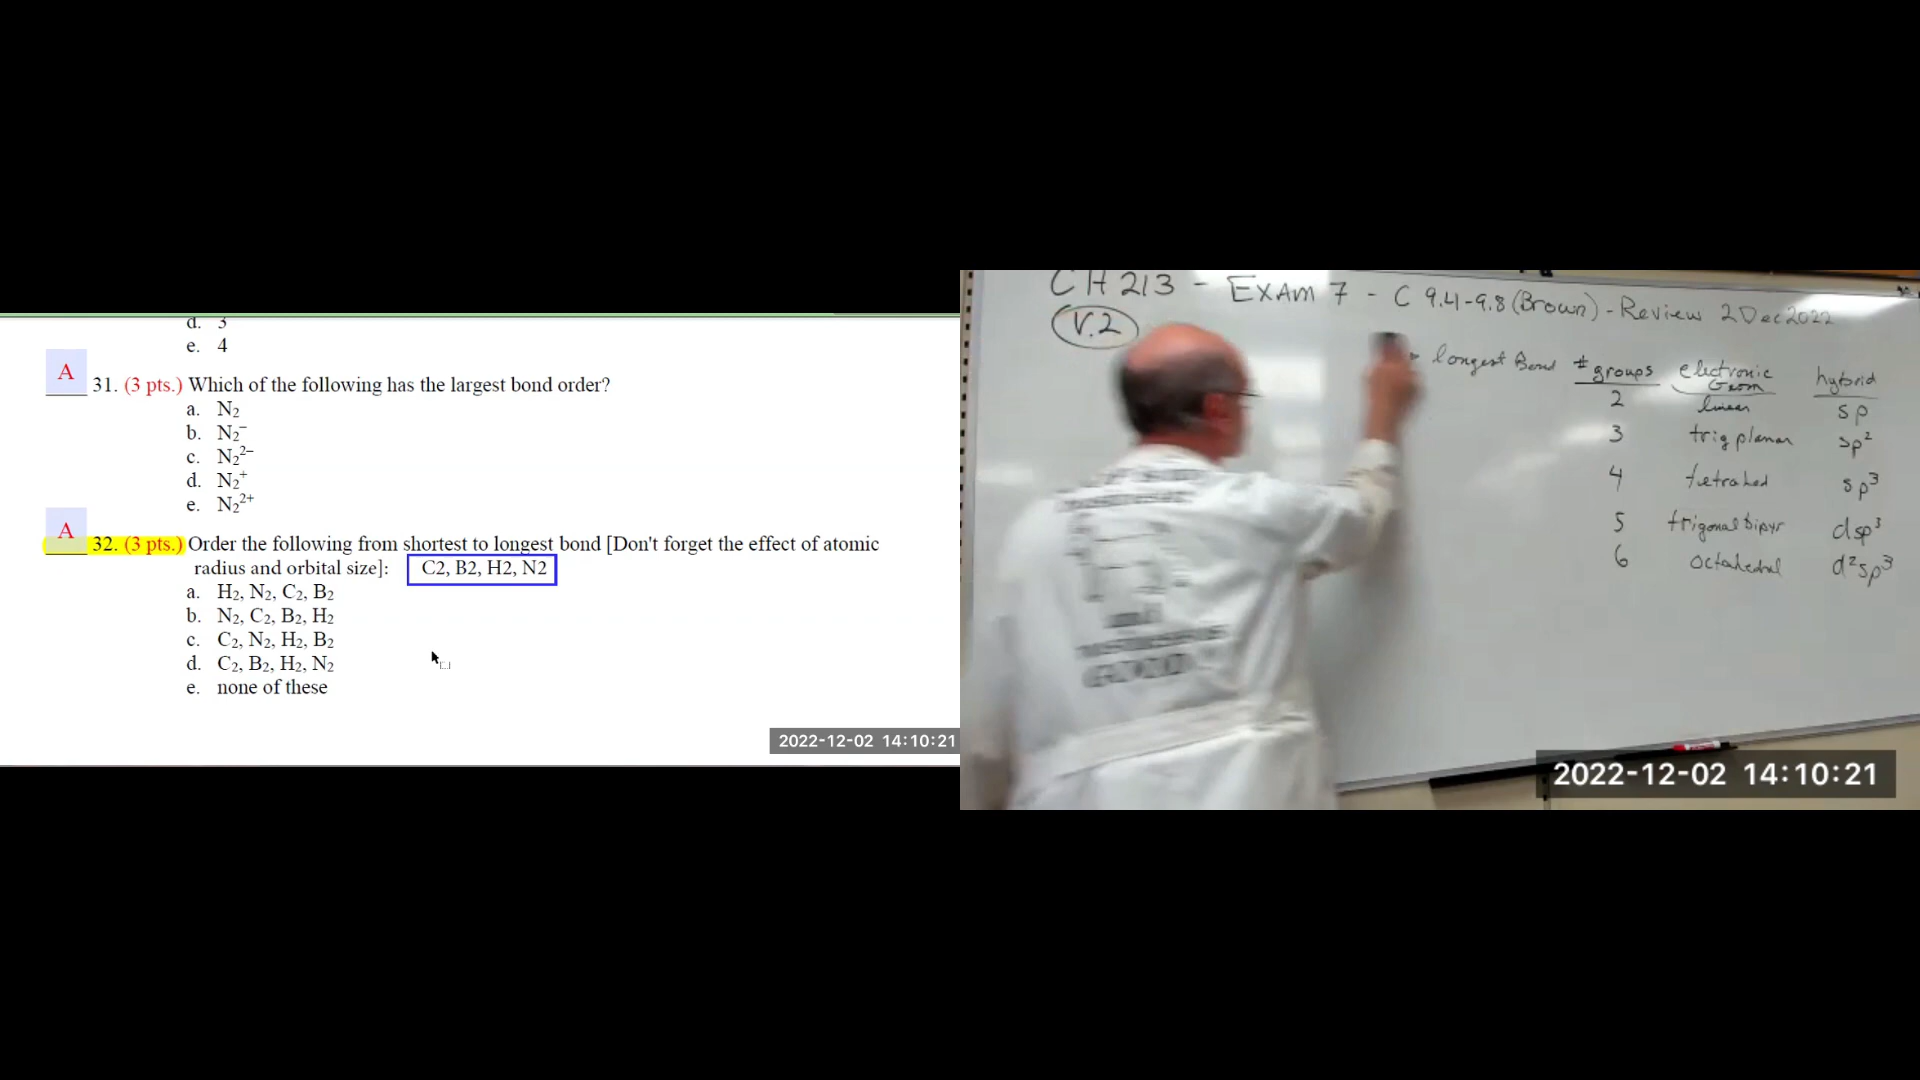 d. 3
e. 4
A
31. (3 pts.) Which of the following has the largest bond order?
a. N₂
b. N₂⁻
c. N₂²⁻
d. N₂⁺
e. N₂²⁺
A
32. (3 pts.) Order the following from shortest to longest bond [Don't forget the effect of atomic
radius and orbital size]: C2, B2, H2, N2
a. H₂, N₂, C₂, B₂
b. N₂, C₂, B₂, H₂
c. C₂, N₂, H₂, B₂
d. C₂, B₂, H₂, N₂
e. none of these
2022-12-02 14:10:21
CH 213 - Exam 7 - C 9.4-9.8 (Brown) - Review 2 Dec 2022
V.2
longest Bond
# groups electronic Geom hybrid
2 linear sp
3 trig planar sp²
4 tetrahed sp³
5 trigonal bipyr dsp³
6 octahedral d²sp³
2022-12-02 14:10:21